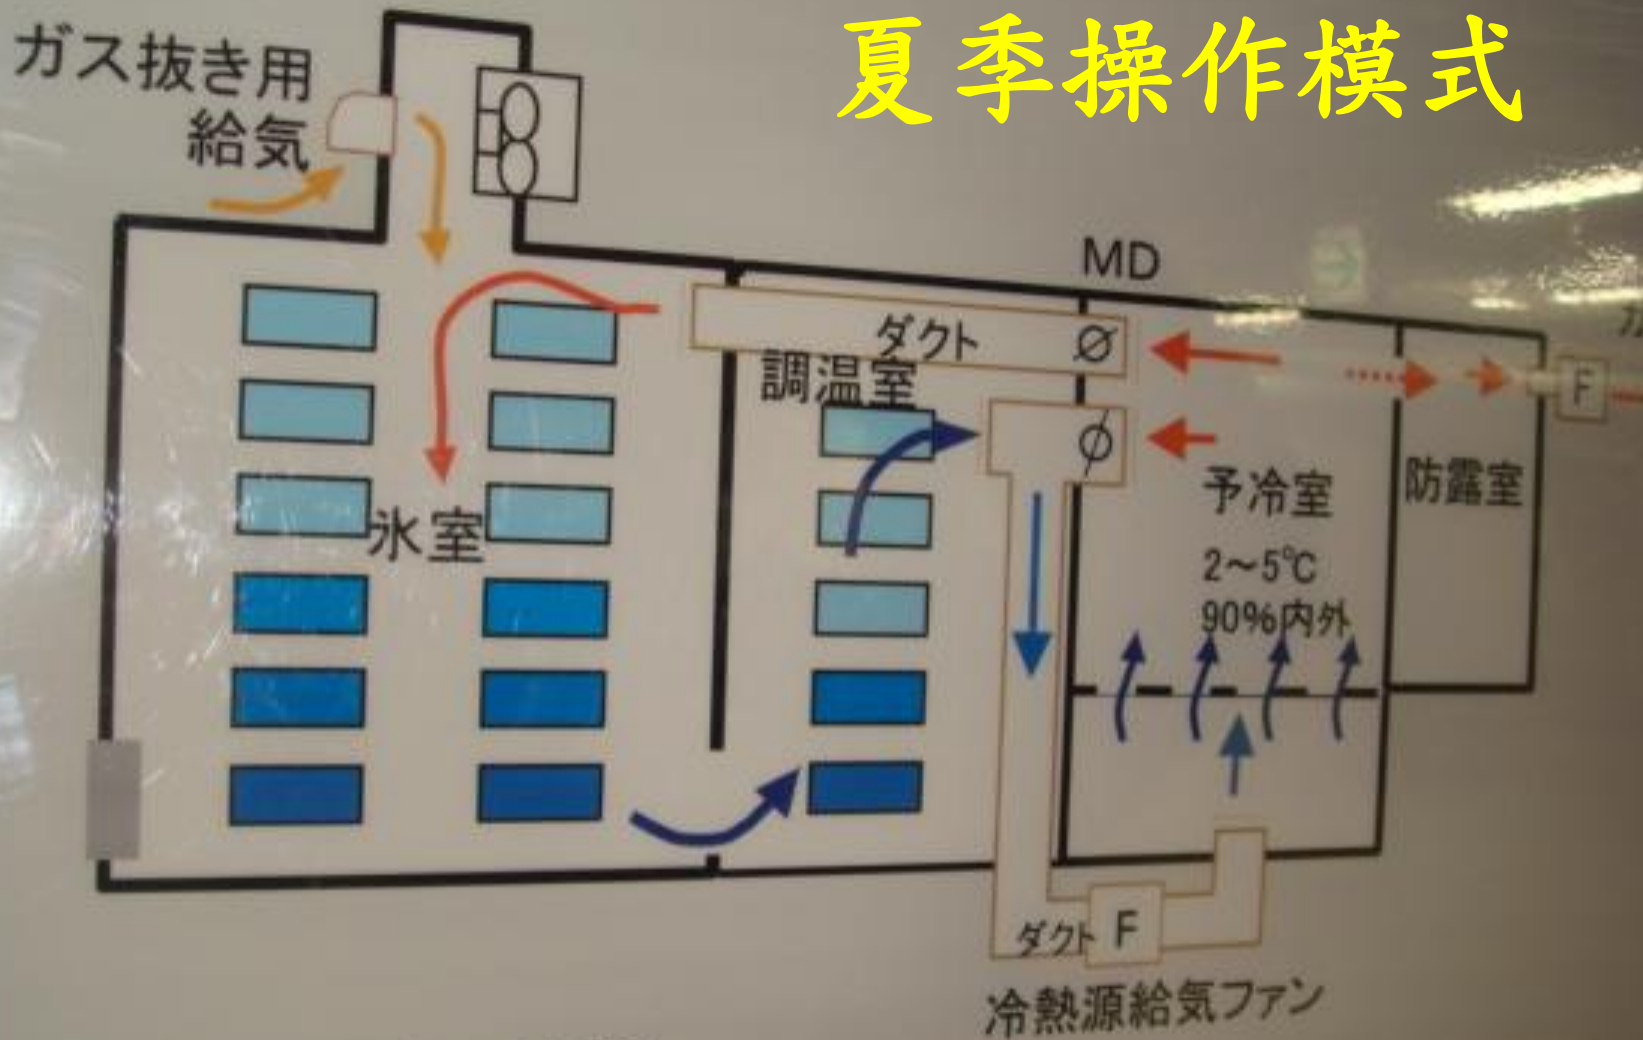 夏季操作模式
ガス抜き用
給気
MD
ダクト
調温室
F
予冷室
防露室
氷室
2～5℃
90%内外
ダクト
F
冷熱源給気ファン